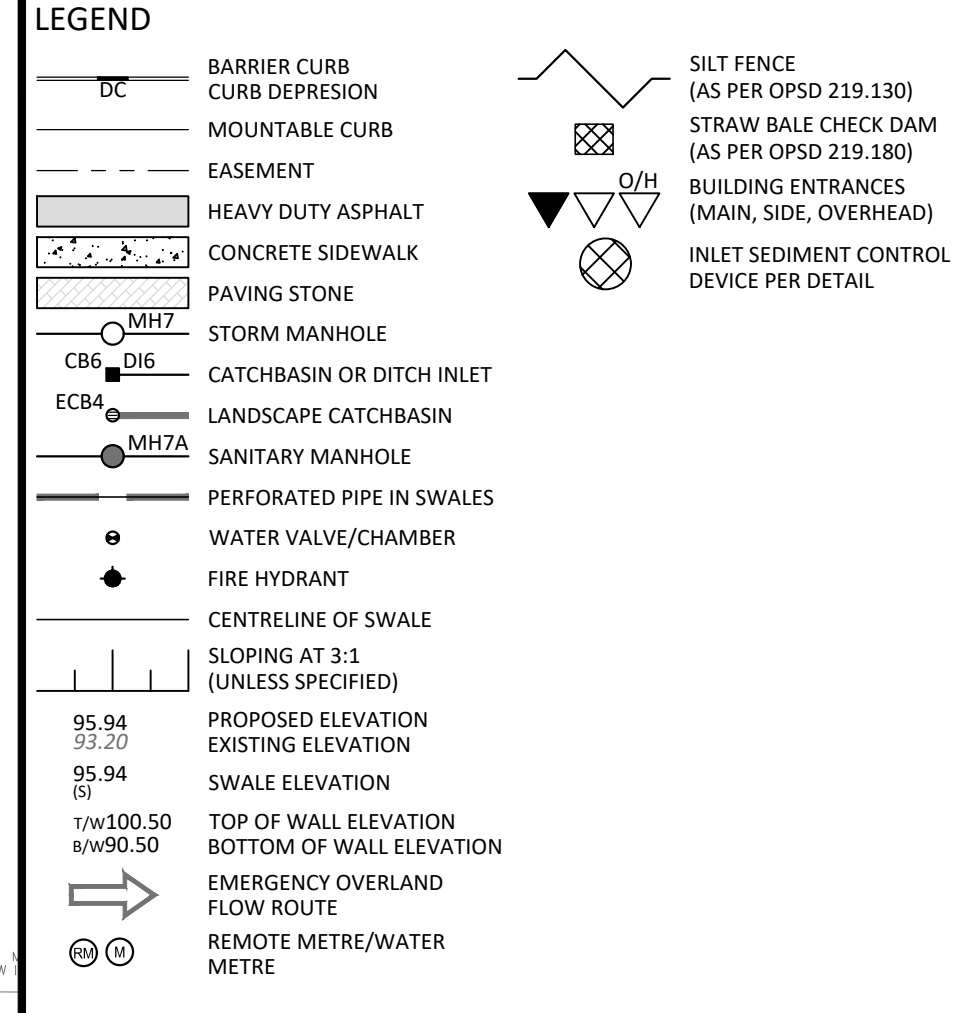 LEGEND
DC
BARRIER CURB
CURB DEPRESION
MOUNTABLE CURB
EASEMENT
HEAVY DUTY ASPHALT
CONCRETE SIDEWALK
PAVING STONE
MH7
STORM MANHOLE
CB6 DI6
CATCHBASIN OR DITCH INLET
ECB4
LANDSCAPE CATCHBASIN
MH7A
SANITARY MANHOLE
PERFORATED PIPE IN SWALES
WATER VALVE/CHAMBER
FIRE HYDRANT
CENTRELINE OF SWALE
SLOPING AT 3:1
(UNLESS SPECIFIED)
95.94 PROPOSED ELEVATION
93.20 EXISTING ELEVATION
95.94
(S)
SWALE ELEVATION
T/W100.50 TOP OF WALL ELEVATION
B/W90.50 BOTTOM OF WALL ELEVATION
EMERGENCY OVERLAND
FLOW ROUTE
RM M
REMOTE METRE/WATER
METRE
SILT FENCE
(AS PER OPSD 219.130)
STRAW BALE CHECK DAM
(AS PER OPSD 219.180)
O/H
BUILDING ENTRANCES
(MAIN, SIDE, OVERHEAD)
INLET SEDIMENT CONTROL
DEVICE PER DETAIL